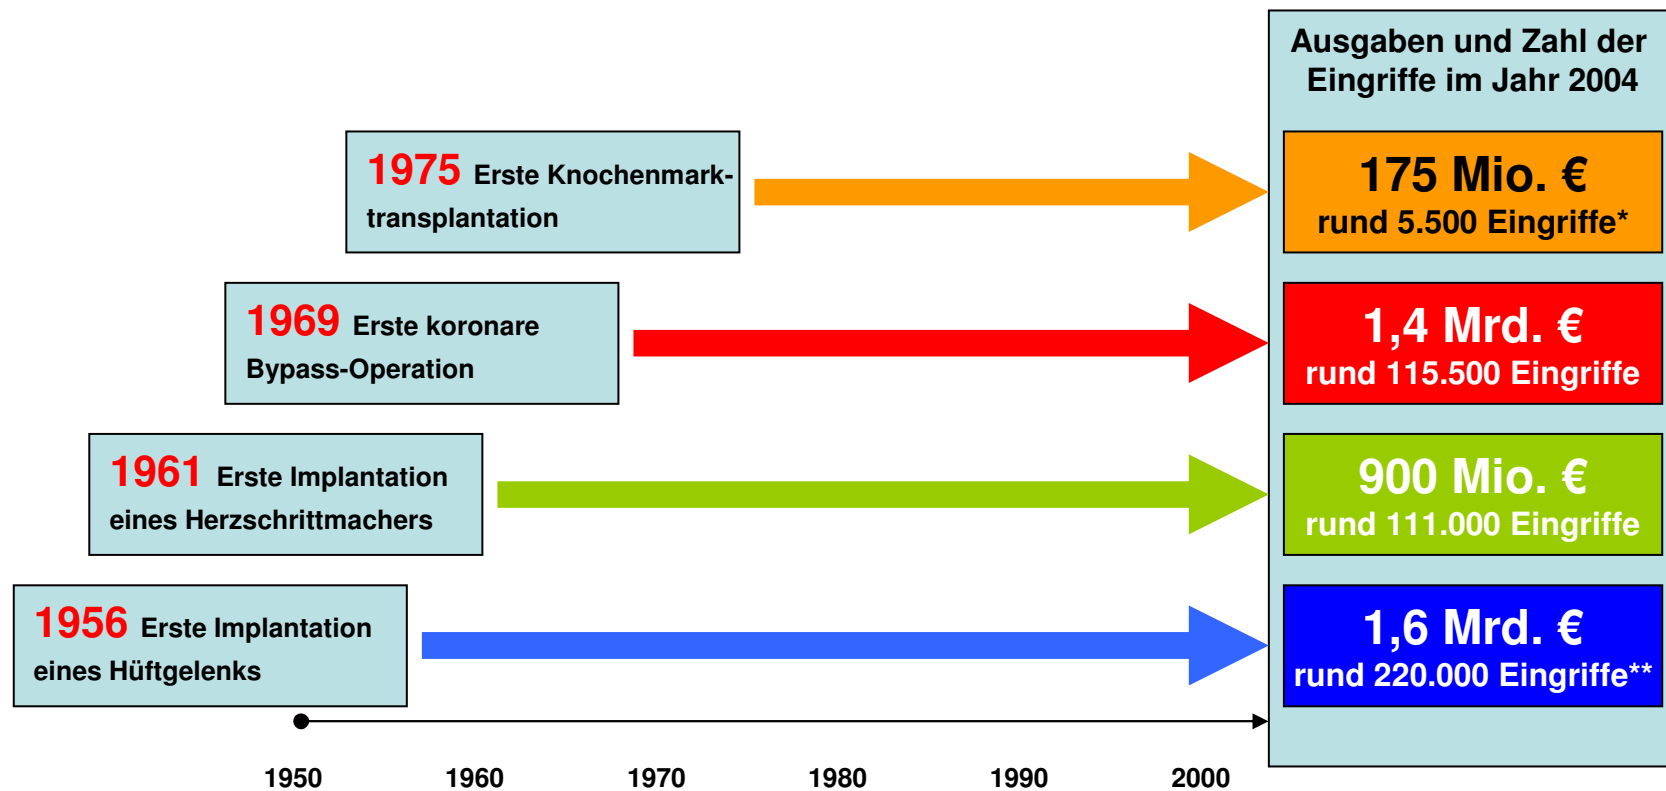 Ausgaben und Zahl der
Eingriffe im Jahr 2004
1975 Erste Knochenmark-
transplantation
175 Mio. €
rund 5.500 Eingriffe*
1969 Erste koronare
Bypass-Operation
1,4 Mrd. €
rund 115.500 Eingriffe
1961 Erste Implantation
eines Herzschrittmachers
900 Mio. €
rund 111.000 Eingriffe
1956 Erste Implantation
eines Hüftgelenks
1,6 Mrd. €
rund 220.000 Eingriffe**
1950 1960 1970 1980 1990 2000